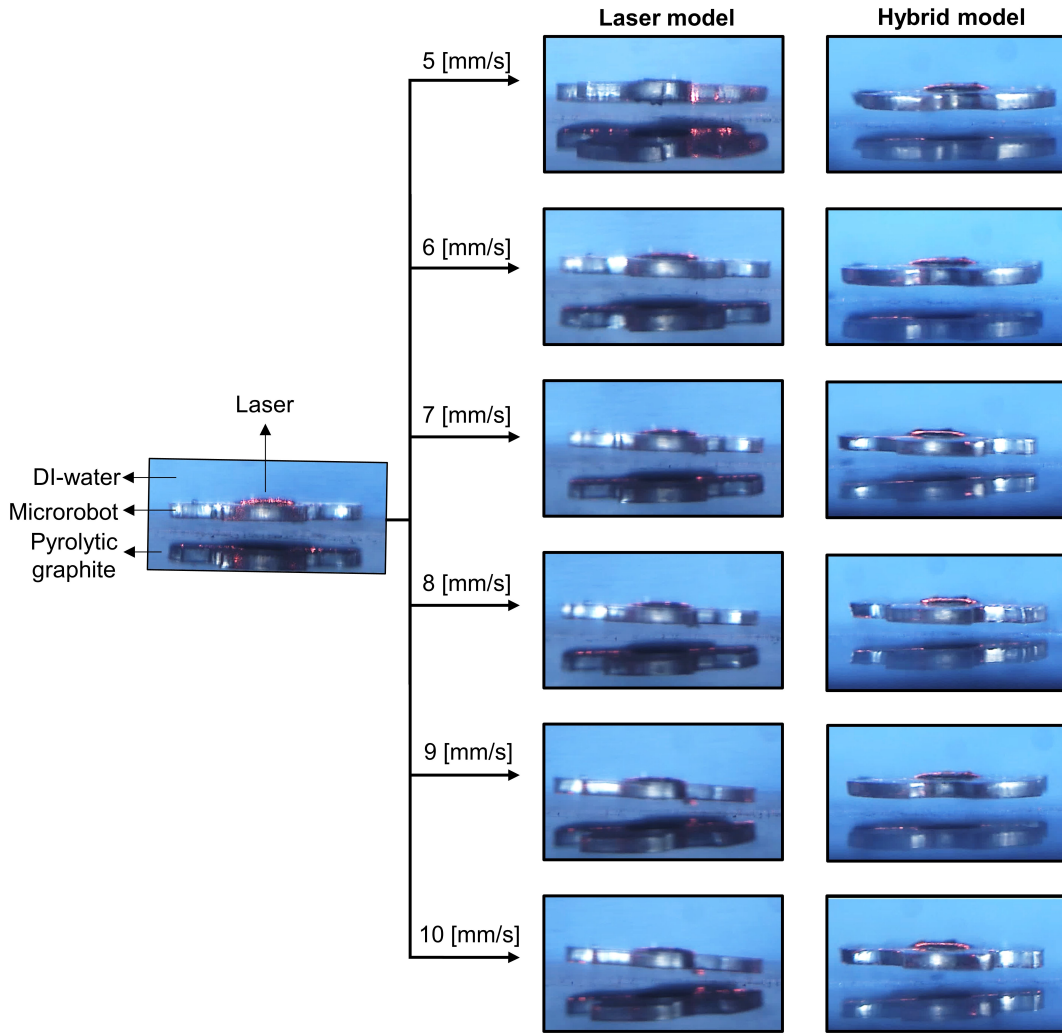 Laser model
Hybrid model
5 [mm/s]
6 [mm/s]
7 [mm/s]
Laser
DI-water
Microrobot
Pyrolytic
graphite
8 [mm/s]
9 [mm/s]
10 [mm/s]